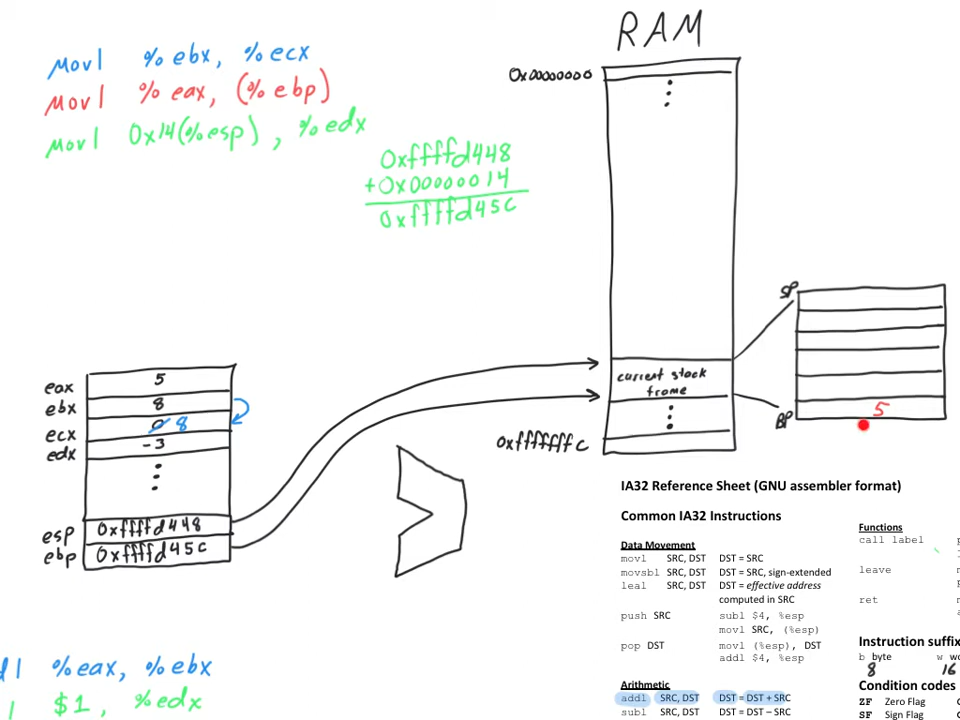 movl %ebx, %ecx
movl %eax, (%ebp)
movl 0x14(%esp), %edx
0xffffd448
+0x00000014
0xffffd45c
RAM
0x00000000
current stack
frame
0xfffffffc
SP
BP
5
eax 5
ebx 8
ecx 0 8
edx -3
esp 0xffffd448
ebp 0xffffd45c
%eax, %ebx
$1, %edx
IA32 Reference Sheet (GNU assembler format)
Common IA32 Instructions
Data Movement
movl SRC, DST DST = SRC
movsbl SRC, DST DST = SRC, sign-extended
leal SRC, DST DST = effective address
computed in SRC
push SRC subl $4, %esp
movl SRC, (%esp)
pop DST movl (%esp), DST
addl $4, %esp
Arithmetic
addl SRC, DST DST = DST + SRC
subl SRC, DST DST = DST – SRC
Functions
call label
leave
ret
Instruction suffix
b byte w
8 16
Condition codes
ZF Zero Flag
SF Sign Flag